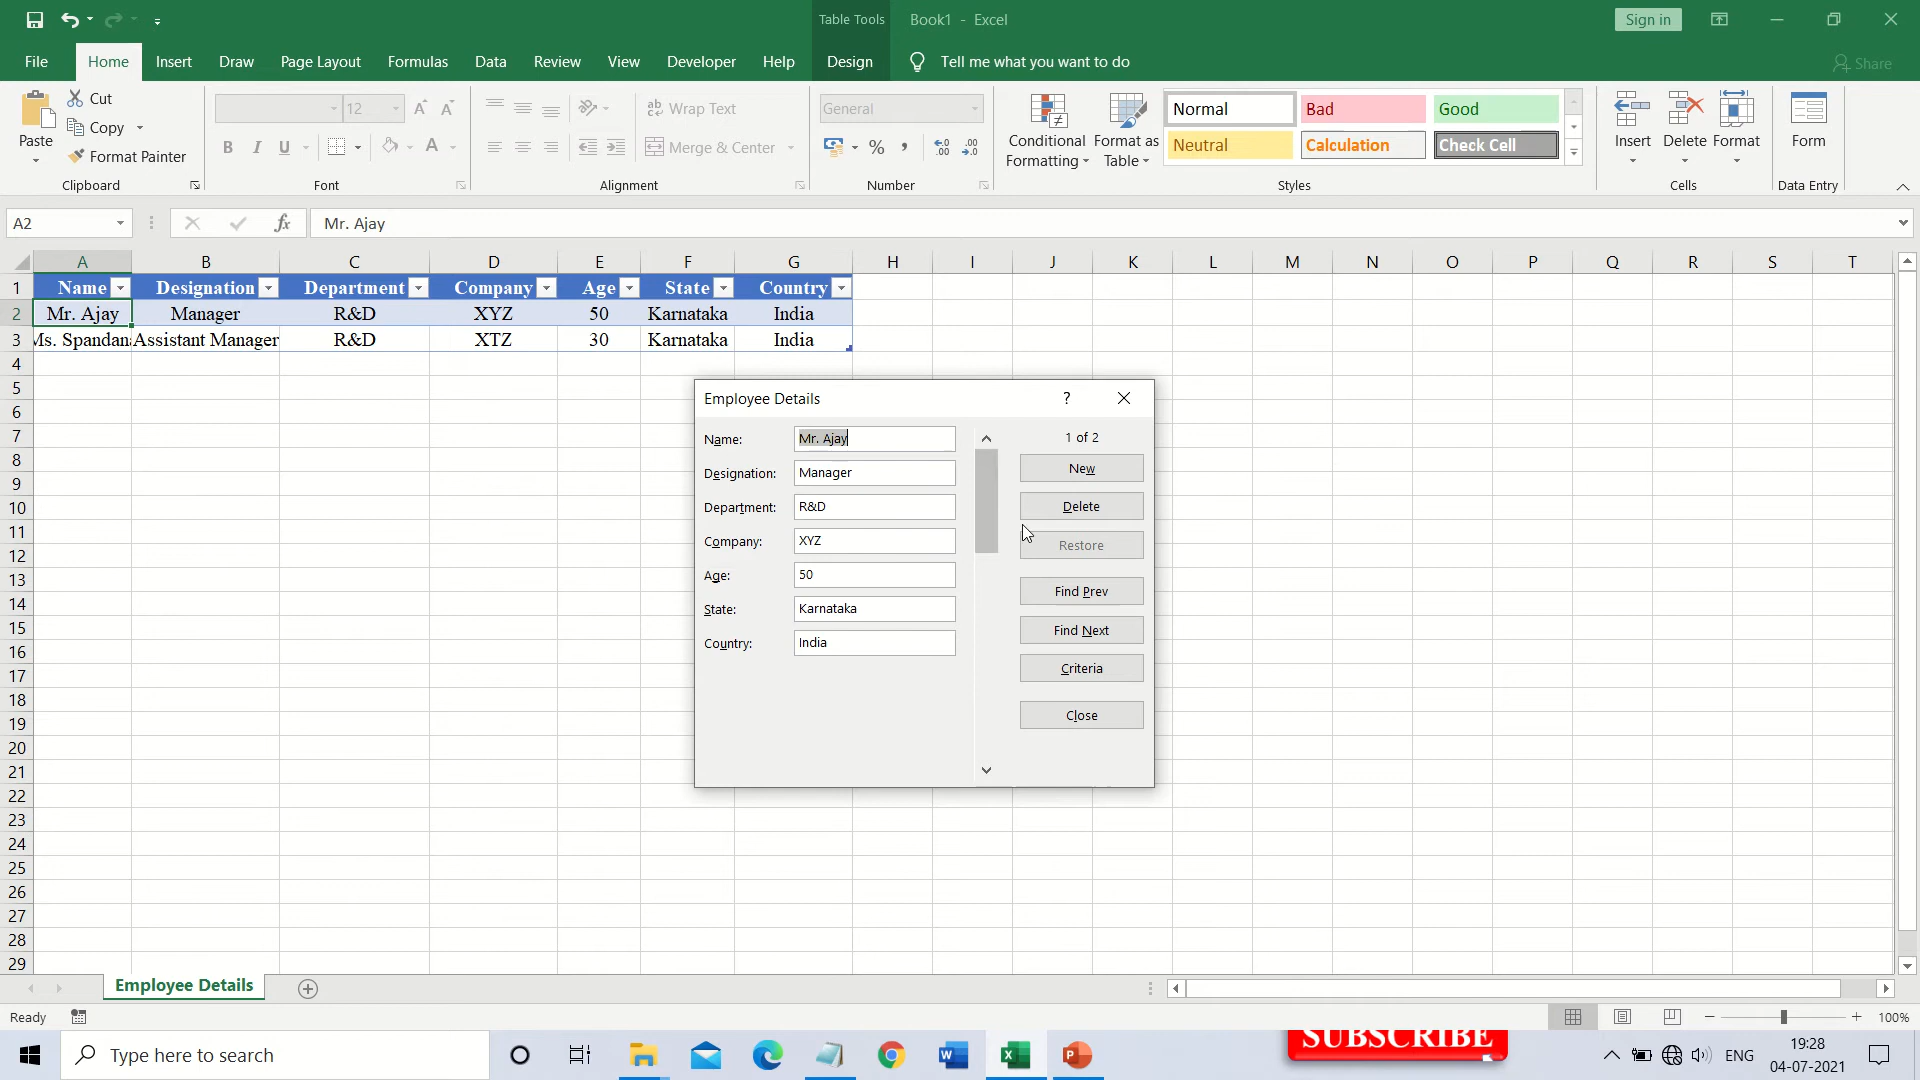 Table Tools
Book1 - Excel
Sign in
File
Home
Insert
Draw
Page Layout
Formulas
Data
Review
View
Developer
Help
Design
Tell me what you want to do
Share
Paste
Cut
Copy
Format Painter
Clipboard
12
B I U
Font
Wrap Text
Merge & Center
Alignment
General
Number
Conditional Formatting
Format as Table
Normal
Bad
Good
Neutral
Calculation
Check Cell
Styles
Insert
Delete
Format
Cells
Form
Data Entry
A2
fx
Mr. Ajay
A B C D E F G H I J K L M N O P Q R S T
1 Name Designation Department Company Age State Country
2 Mr. Ajay Manager R&D XYZ 50 Karnataka India
3 Ms. Spandan Assistant Manager R&D XTZ 30 Karnataka India
4
5
6
7
8
9
10
11
12
13
14
15
16
17
18
19
20
21
22
23
24
25
26
27
28
29
Employee Details
?
Name: Mr. Ajay
Designation: Manager
Department: R&D
Company: XYZ
Age: 50
State: Karnataka
Country: India
1 of 2
New
Delete
Restore
Find Prev
Find Next
Criteria
Close
Employee Details
Ready
100%
Type here to search
SUBSCRIBE
ENG
19:28
04-07-2021